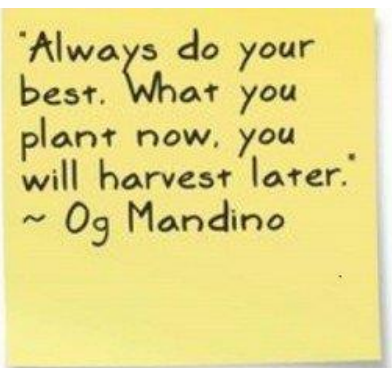 "Always do your
best. What you
plant now, you
will harvest later."
~ Og Mandino